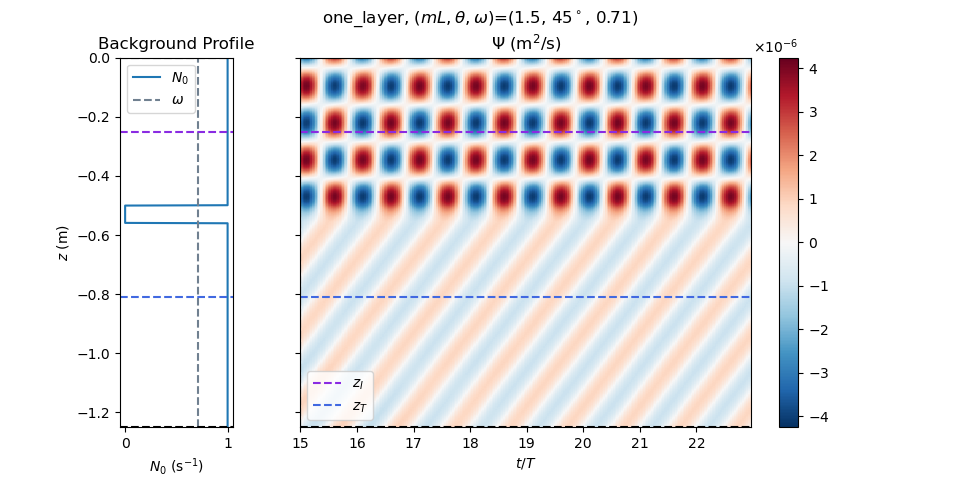 one_layer, (mL, θ, ω)=(1.5, 45°, 0.71)
Background Profile
Ψ (m²/s)
×10⁻⁶
N₀
ω
0.0
−0.2
−0.4
−0.6
−0.8
−1.0
−1.2
z (m)
0 1
N₀ (s⁻¹)
z_I
z_T
15 16 17 18 19 20 21 22
t/T
4
3
2
1
0
−1
−2
−3
−4